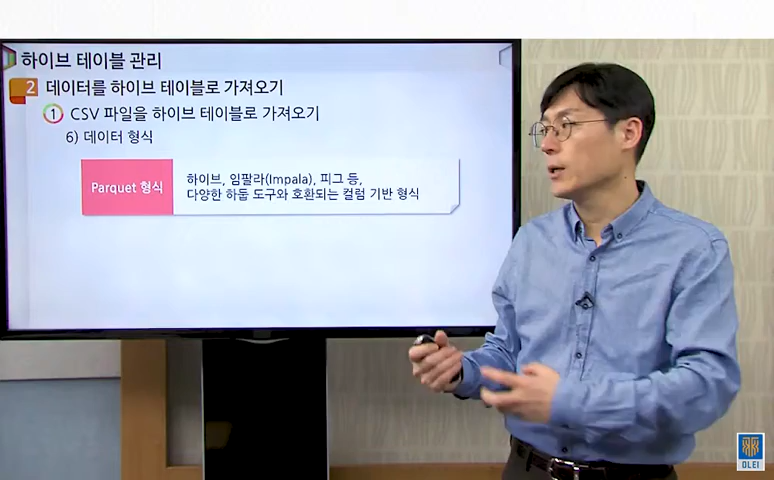 하이브 테이블 관리
2 데이터를 하이브 테이블로 가져오기
1 CSV 파일을 하이브 테이블로 가져오기
6) 데이터 형식
Parquet 형식
하이브, 임팔라(Impala), 피그 등,
다양한 하둡 도구와 호환되는 컬럼 기반 형식
OLEI